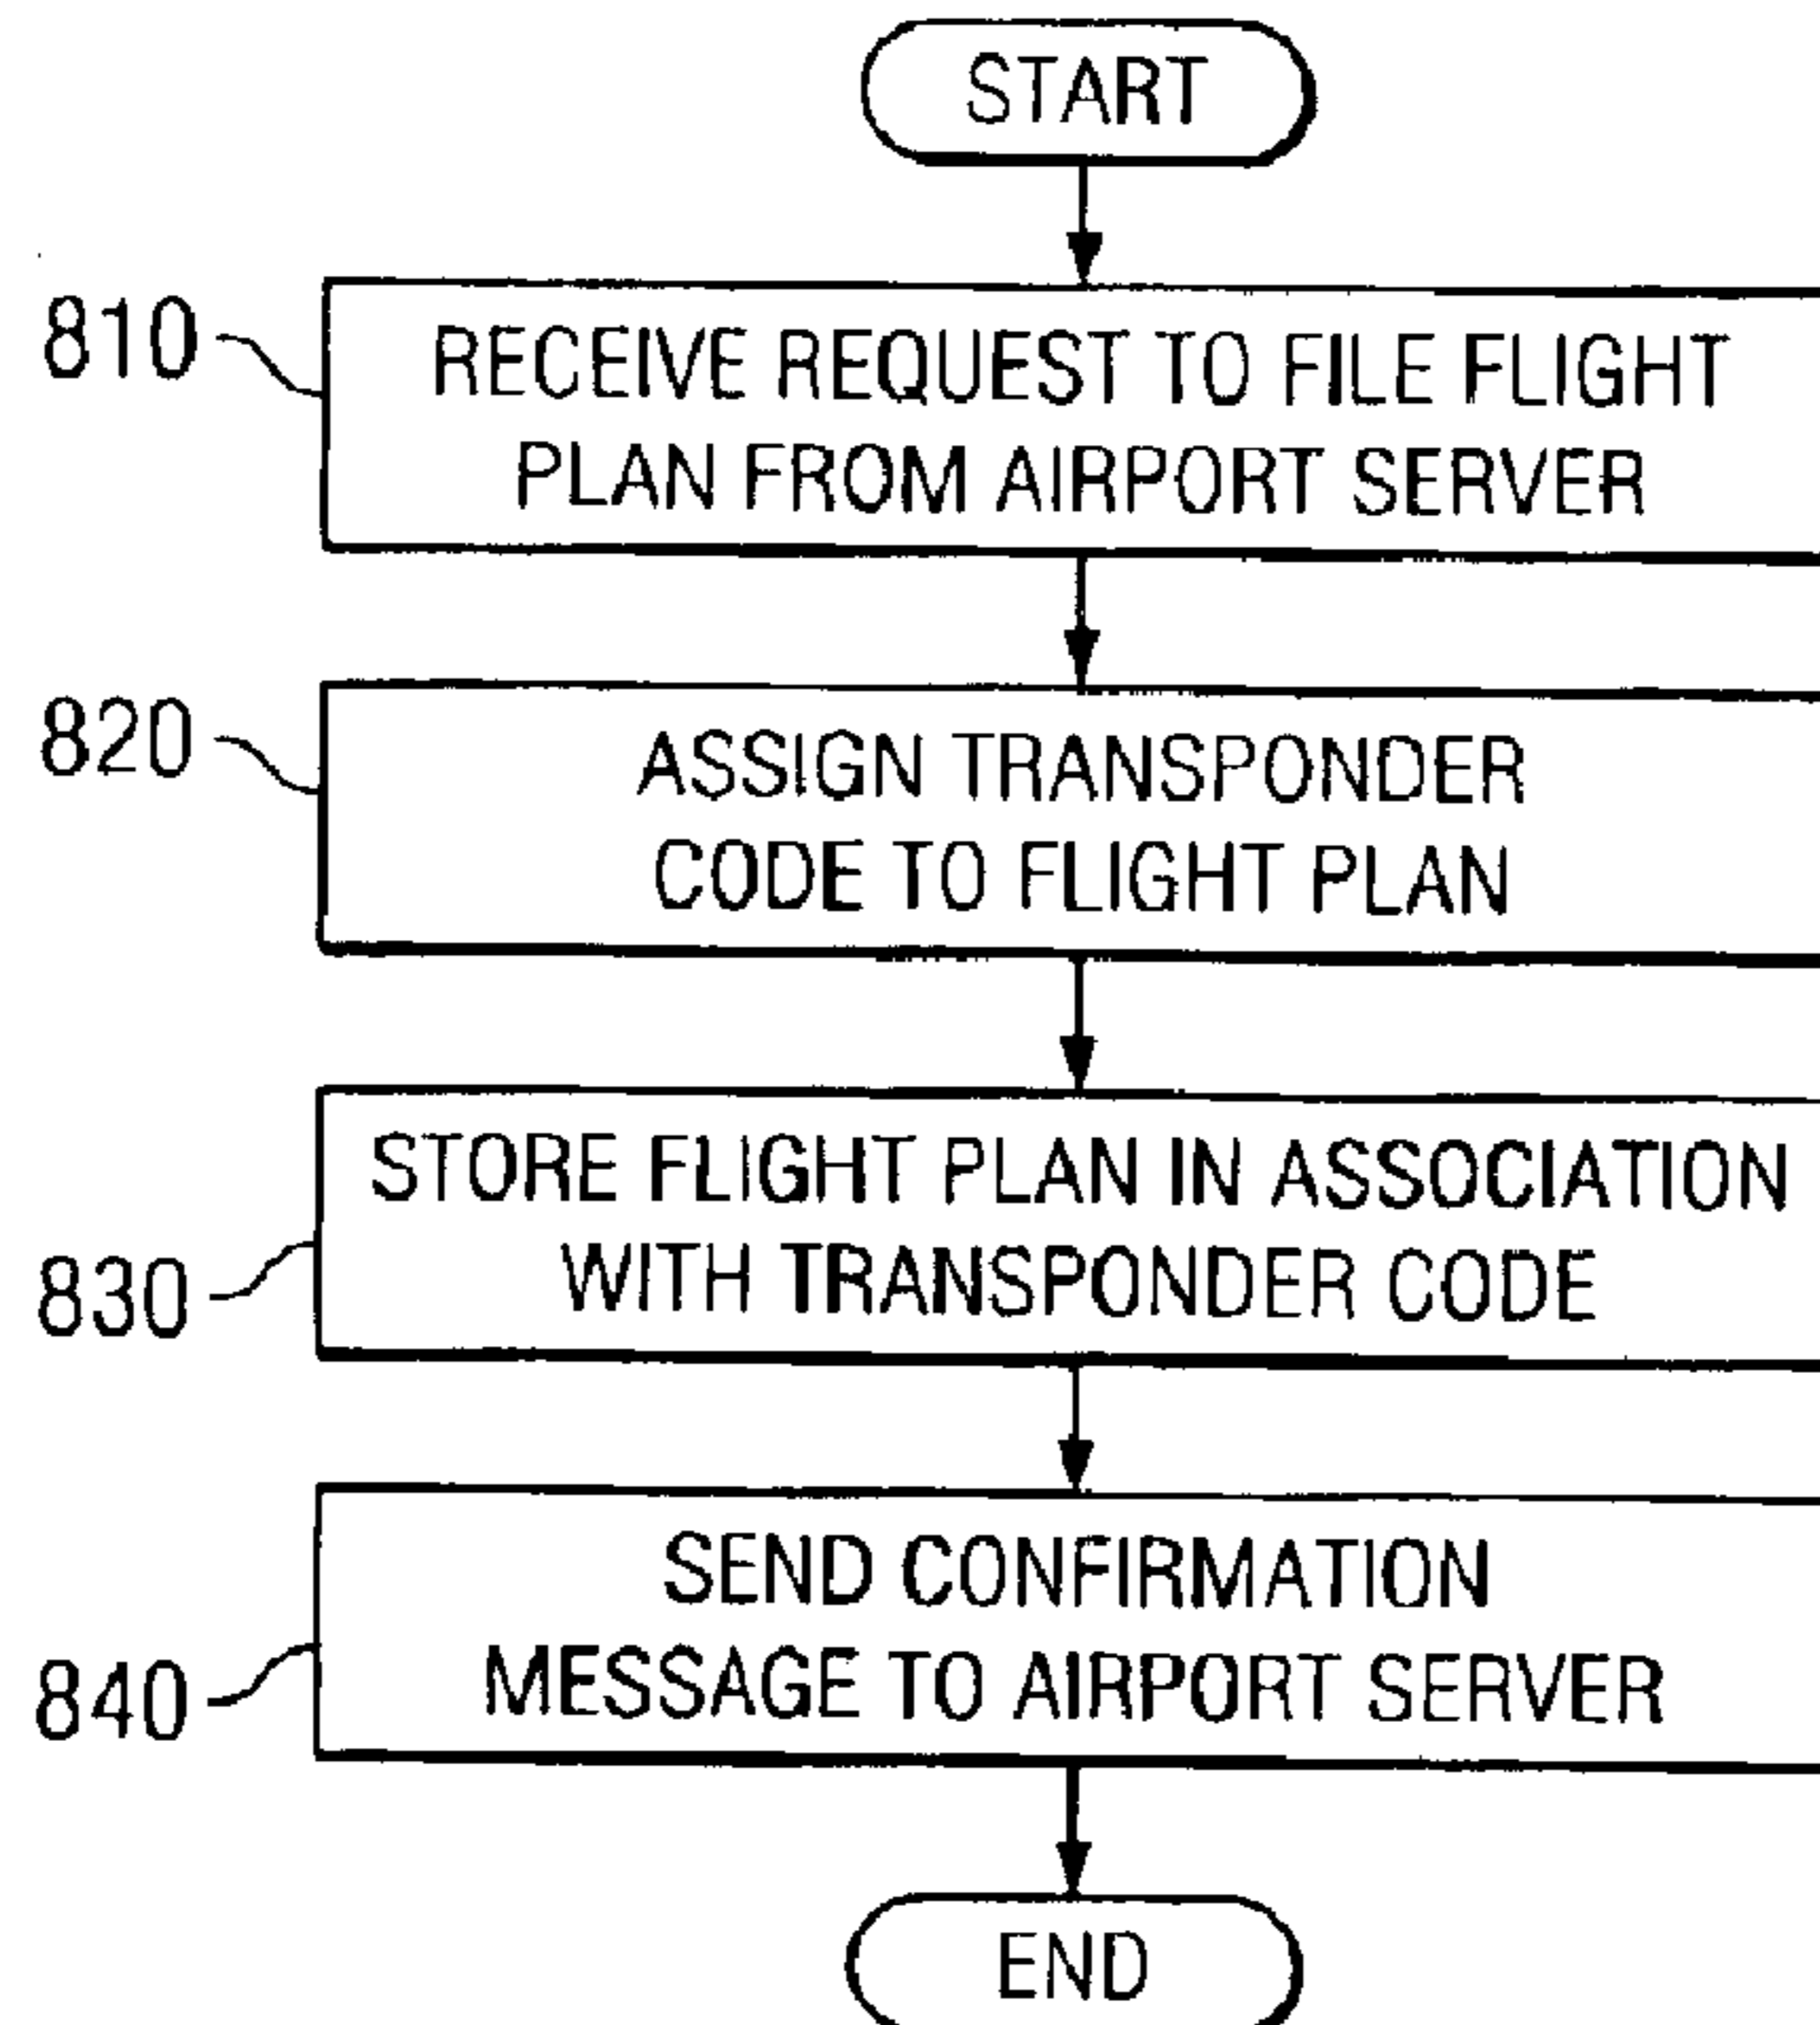 START
810
RECEIVE REQUEST TO FILE FLIGHT
PLAN FROM AIRPORT SERVER
820
ASSIGN TRANSPONDER
CODE TO FLIGHT PLAN
830
STORE FLIGHT PLAN IN ASSOCIATION
WITH TRANSPONDER CODE
840
SEND CONFIRMATION
MESSAGE TO AIRPORT SERVER
END